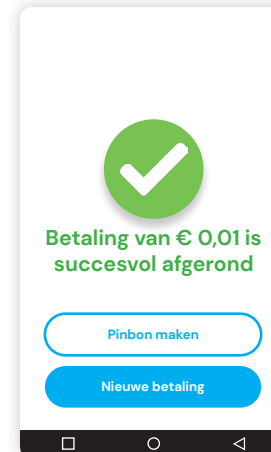 Betaling van € 0,01 is
succesvol afgerond
Pinbon maken
Nieuwe betaling